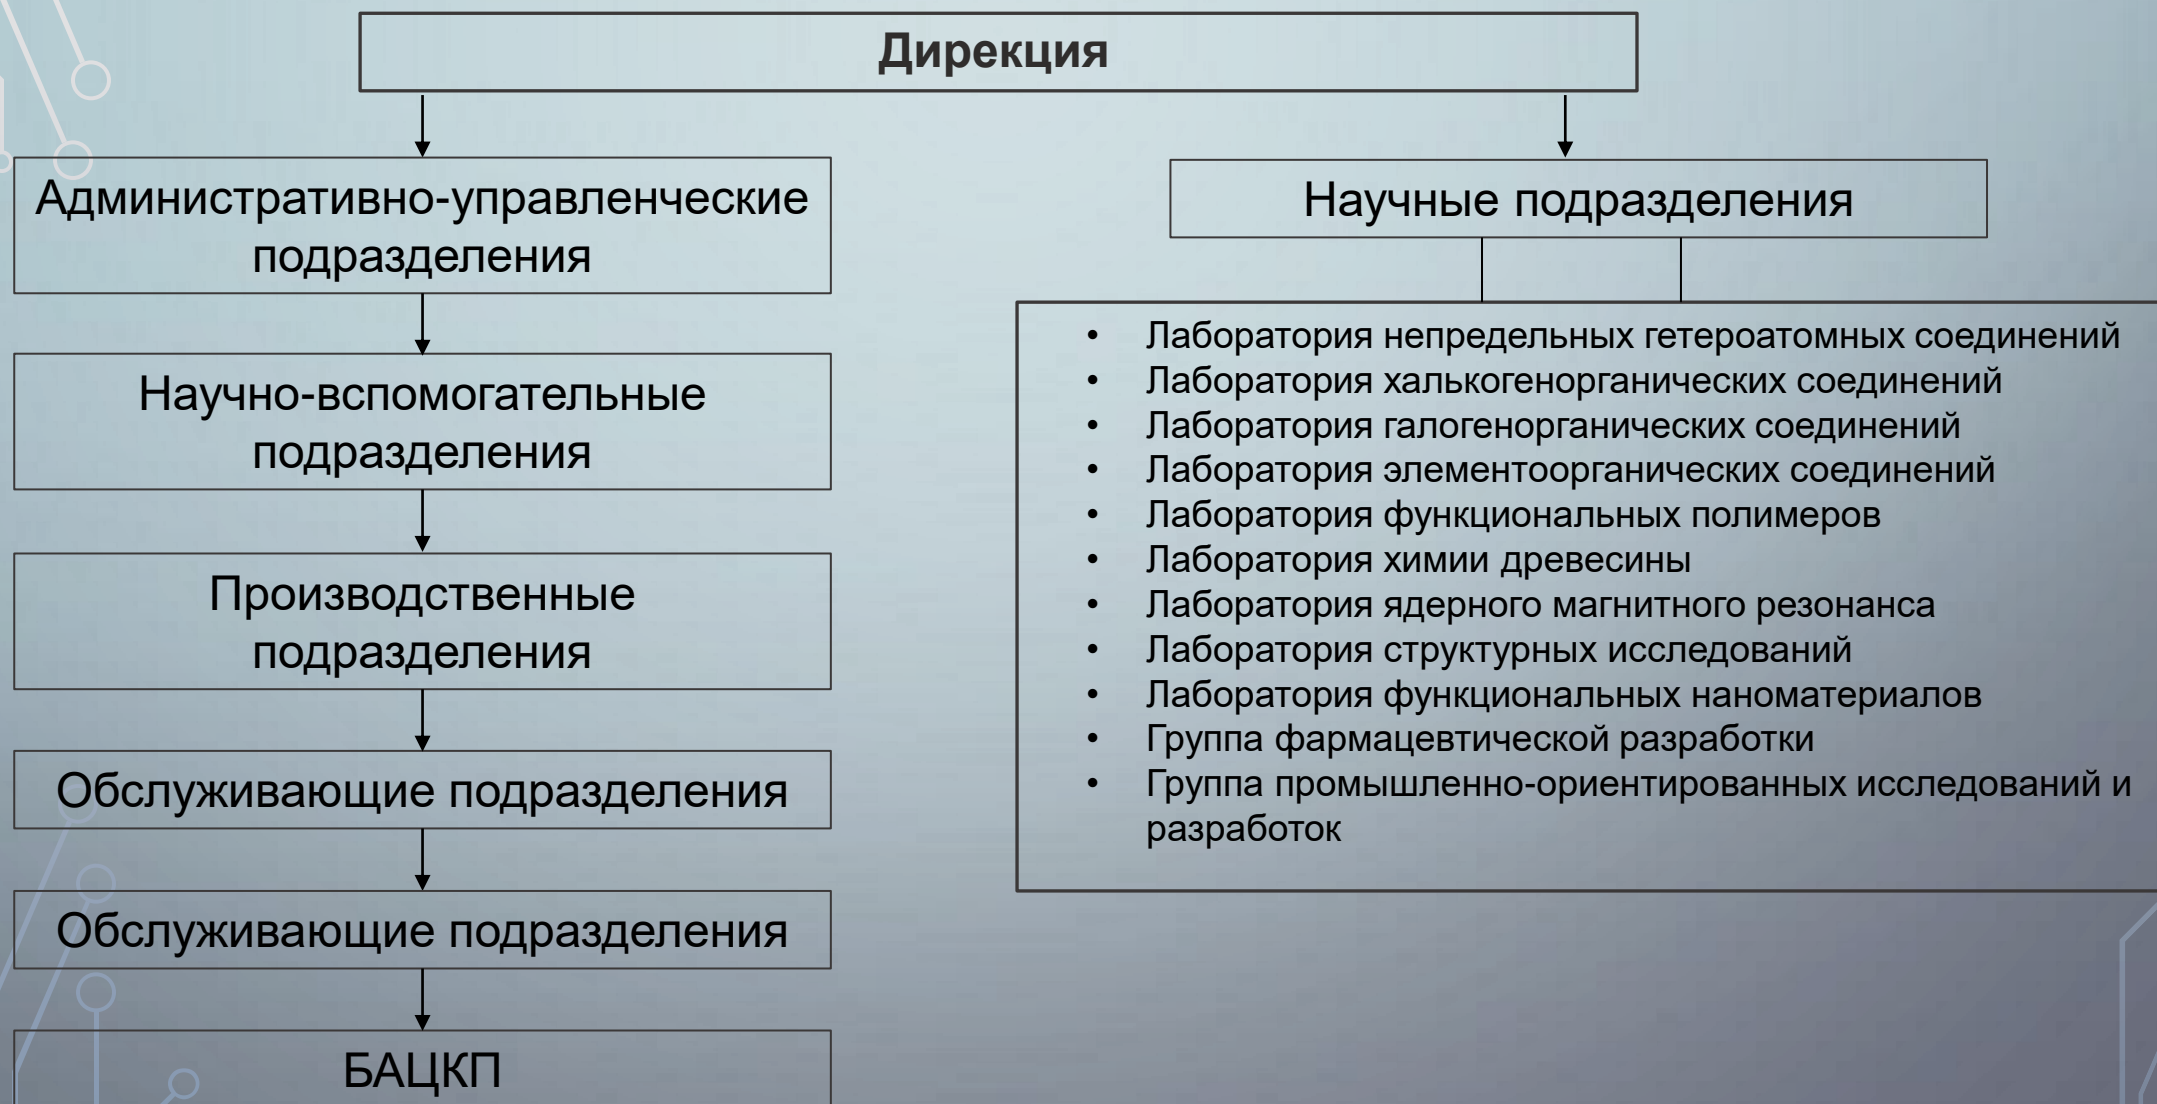 Дирекция
Административно-управленческие
подразделения
Научно-вспомогательные
подразделения
Производственные
подразделения
Обслуживающие подразделения
Обслуживающие подразделения
БАЦКП
Научные подразделения
• Лаборатория непредельных гетероатомных соединений
• Лаборатория халькогенорганических соединений
• Лаборатория галогенорганических соединений
• Лаборатория элементоорганических соединений
• Лаборатория функциональных полимеров
• Лаборатория химии древесины
• Лаборатория ядерного магнитного резонанса
• Лаборатория структурных исследований
• Лаборатория функциональных наноматериалов
• Группа фармацевтической разработки
• Группа промышленно-ориентированных исследований и
разработок